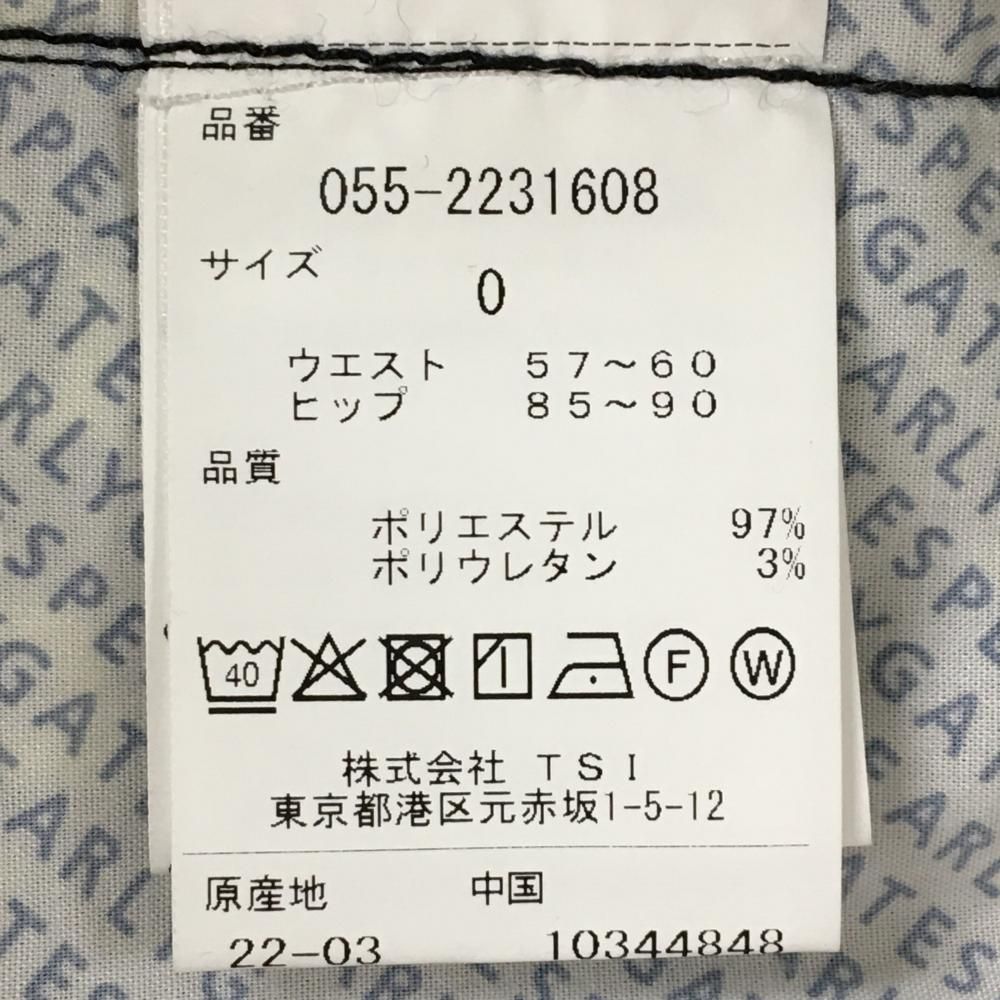 品番
055-2231608
サイズ
0
ウエスト 57～60
ヒップ 85～90
品質
ポリエステル 97%
ポリウレタン 3%
40
F
W
株式会社 TSI
東京都港区元赤坂1-5-12
原産地 中国
22-03 10344848